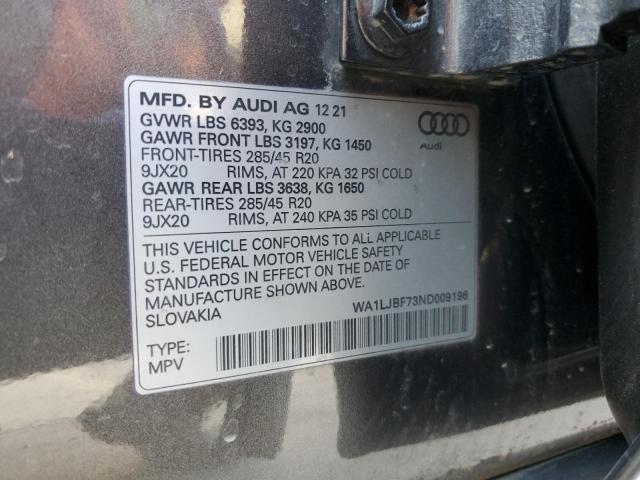 MFD. BY AUDI AG 12 21
GVWR LBS 6393, KG 2900
GAWR FRONT LBS 3197, KG 1450
FRONT-TIRES 285/45 R20
9JX20 RIMS, AT 220 KPA 32 PSI COLD
GAWR REAR LBS 3638, KG 1650
REAR-TIRES 285/45 R20
9JX20 RIMS, AT 240 KPA 35 PSI COLD
Audi
THIS VEHICLE CONFORMS TO ALL APPLICABLE
U.S. FEDERAL MOTOR VEHICLE SAFETY
STANDARDS IN EFFECT ON THE DATE OF
MANUFACTURE SHOWN ABOVE.
SLOVAKIA
WA1LJBF73ND009196
TYPE:
MPV